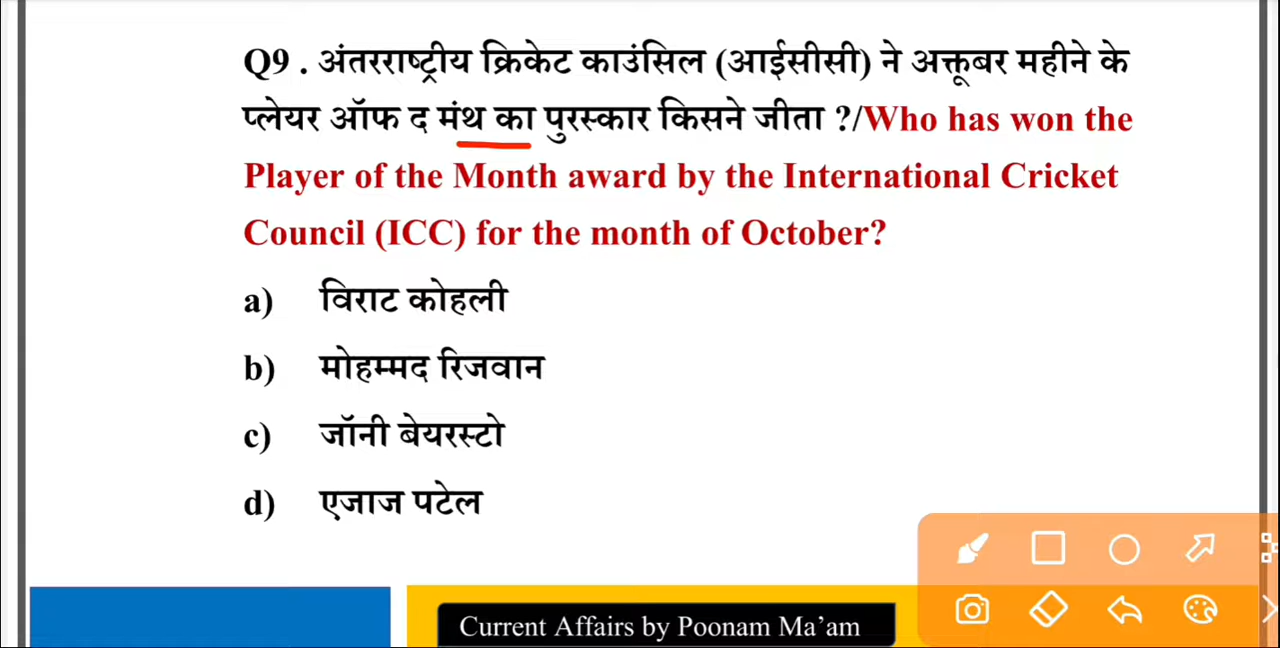 Q9 . अंतरराष्ट्रीय क्रिकेट काउंसिल (आईसीसी) ने अक्तूबर महीने के
प्लेयर ऑफ द मंथ का पुरस्कार किसने जीता ?/Who has won the
Player of the Month award by the International Cricket
Council (ICC) for the month of October?
a) विराट कोहली
b) मोहम्मद रिजवान
c) जॉनी बेयरस्टो
d) एजाज पटेल
Current Affairs by Poonam Ma’am